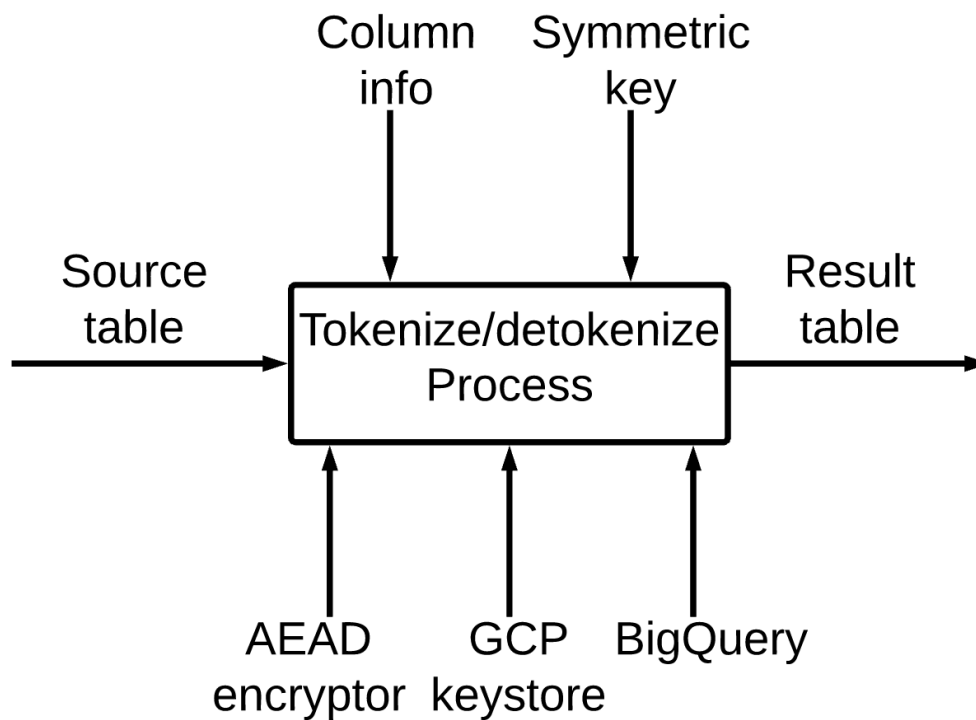 Column
info
Symmetric
key
Source
table
Tokenize/detokenize
Process
Result
table
AEAD
encryptor
GCP
keystore
BigQuery